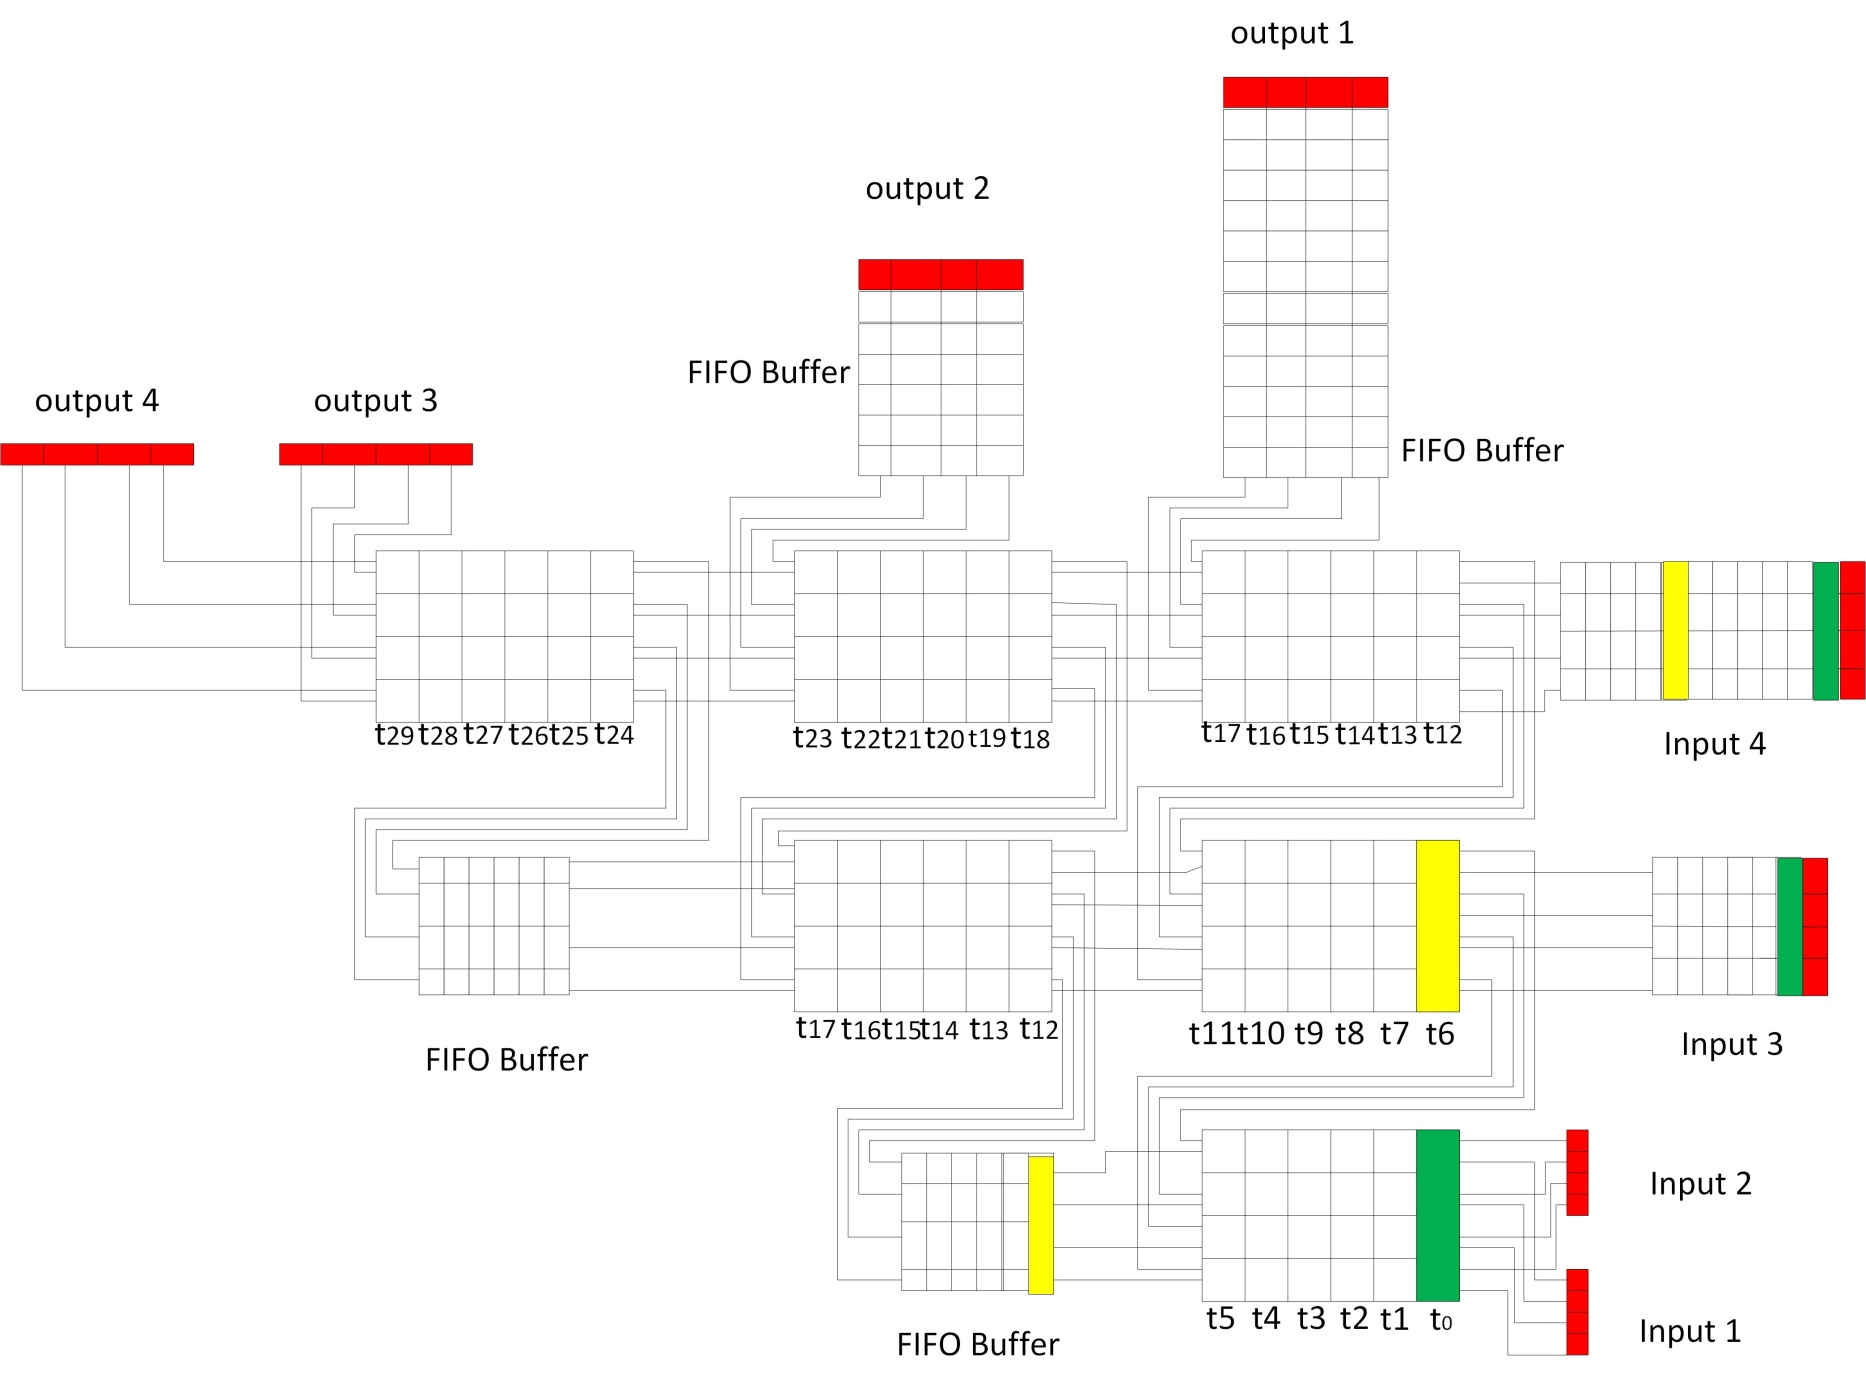 output 1
output 2
FIFO Buffer
output 4
output 3
FIFO Buffer
t29 t28 t27 t26 t25 t24
t23 t22 t21 t20 t19 t18
t17 t16 t15 t14 t13 t12
Input 4
t17 t16 t15 t14 t13 t12
t11 t10 t9 t8 t7 t6
Input 3
FIFO Buffer
Input 2
t5 t4 t3 t2 t1 t0
Input 1
FIFO Buffer